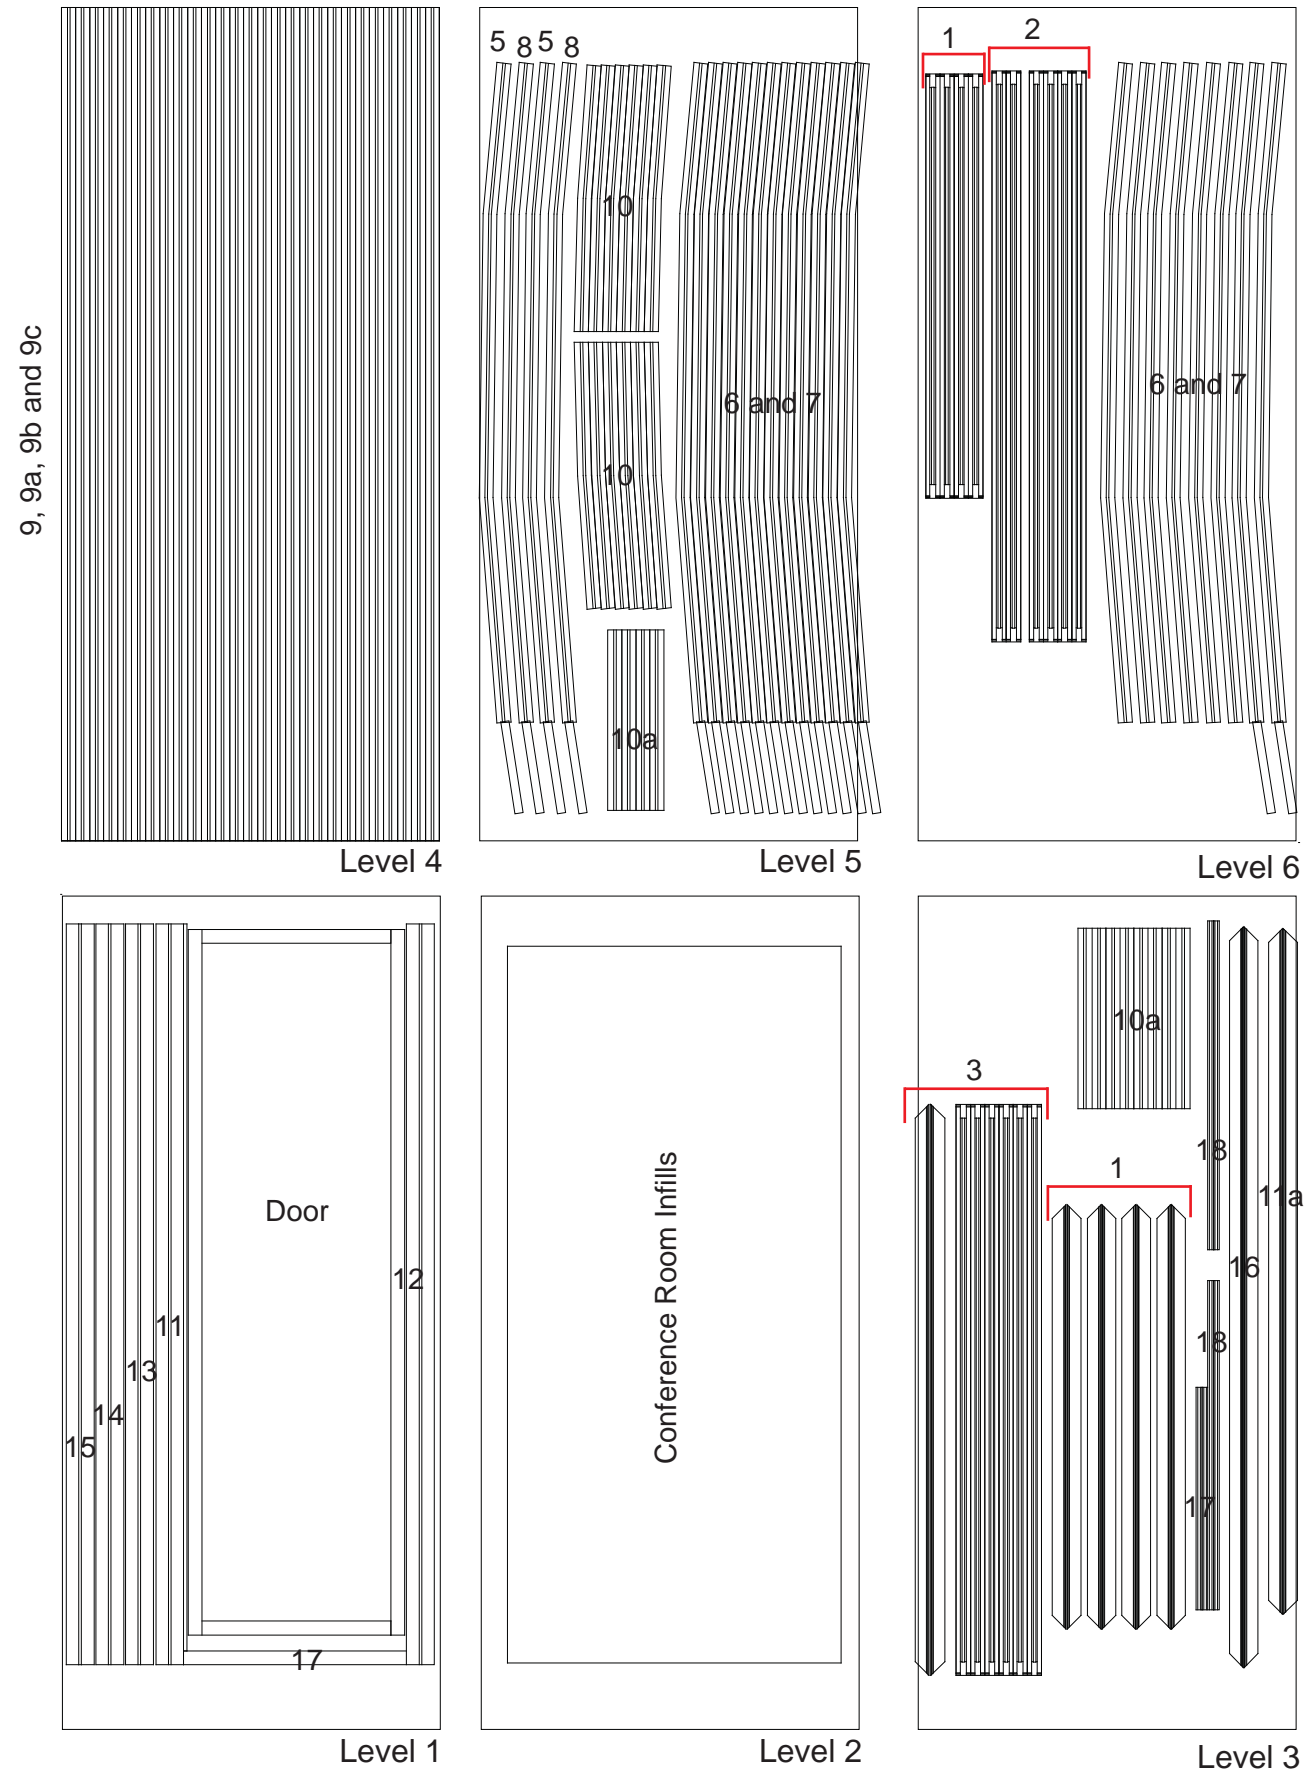 9, 9a, 9b and 9c
Level 4
5 8 5 8
10
6 and 7
10
10a
Level 5
1 2
6 and 7
Level 6
Door
12
11
13
14
15
17
Level 1
Conference Room Infills
Level 2
10a
3
18
1
11a
16
18
17
Level 3